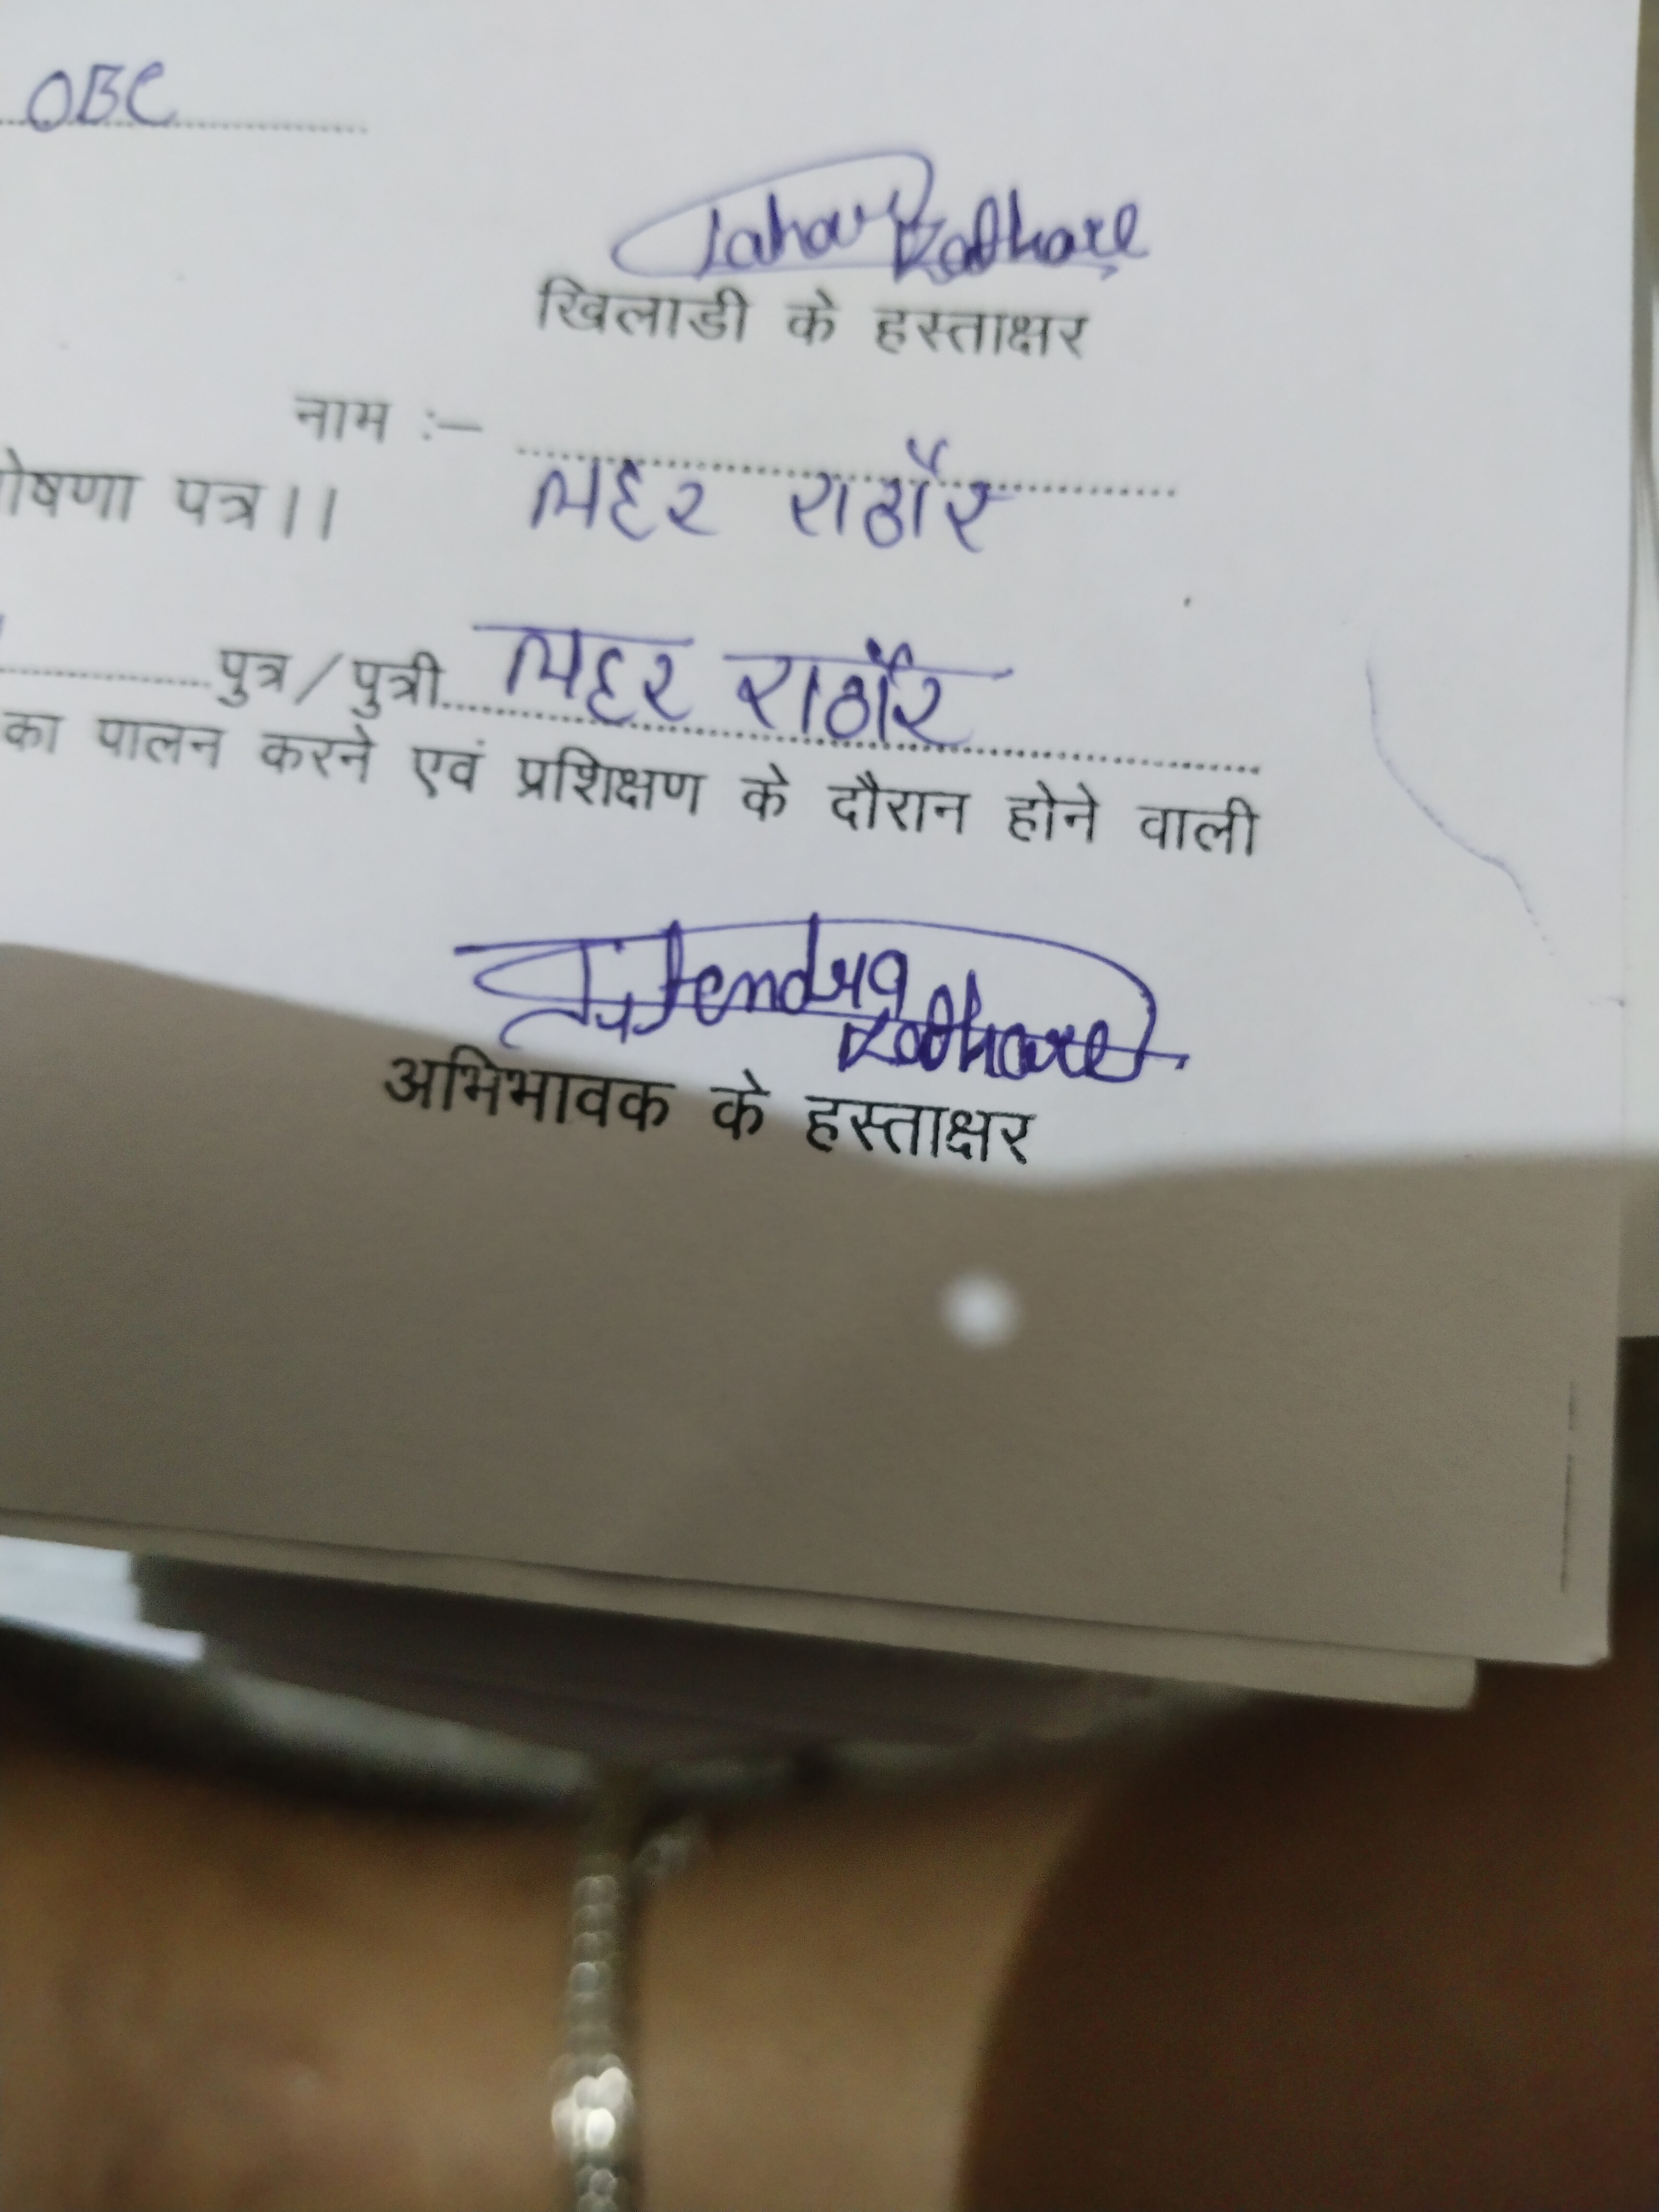 OBC
Lahar Rathore
खिलाडी के हस्ताक्षर
नाम :–
लहर राठौर
पत्र।।
पुत्र/पुत्री लहर राठौर
का पालन करने एवं प्रशिक्षण के दौरान होने वाली
Jitendra
Rathore
अभिभावक के हस्ताक्षर